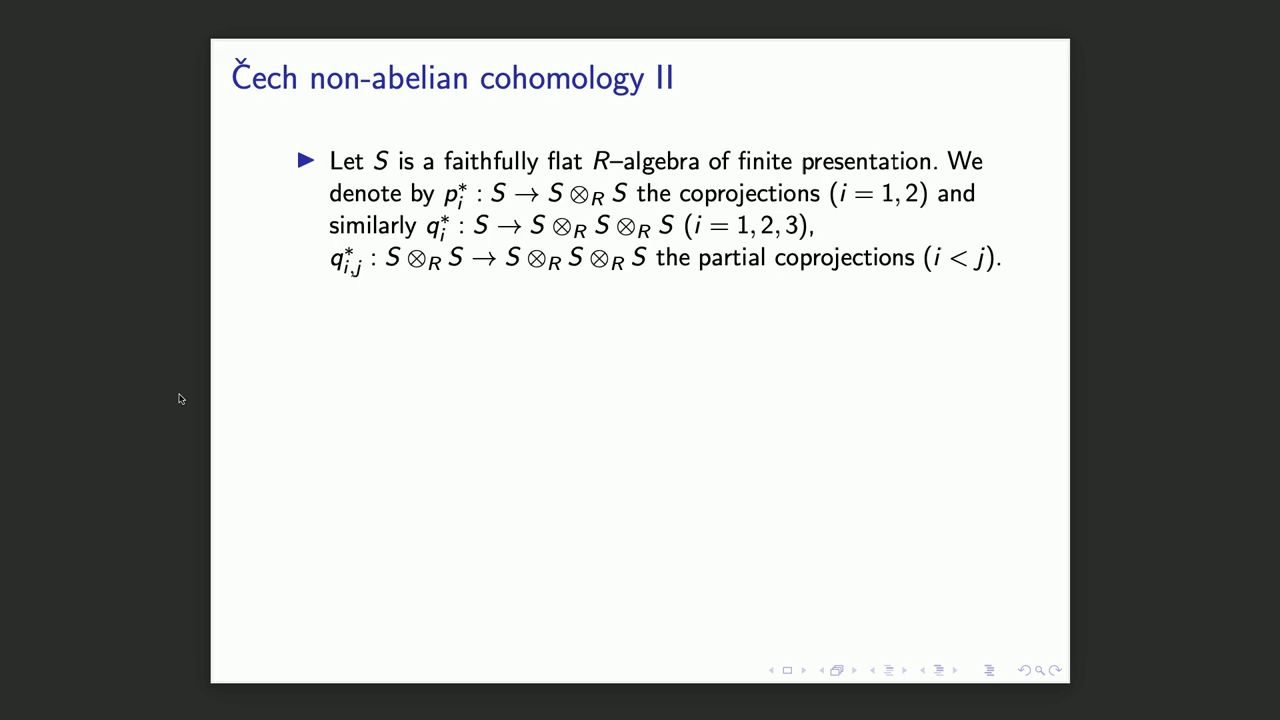 Čech non-abelian cohomology II
▶ Let S is a faithfully flat R–algebra of finite presentation. We
denote by p_i^* : S → S ⊗_R S the coprojections (i = 1, 2) and
similarly q_i^* : S → S ⊗_R S ⊗_R S (i = 1, 2, 3),
q_{i,j}^* : S ⊗_R S → S ⊗_R S ⊗_R S the partial coprojections (i < j).